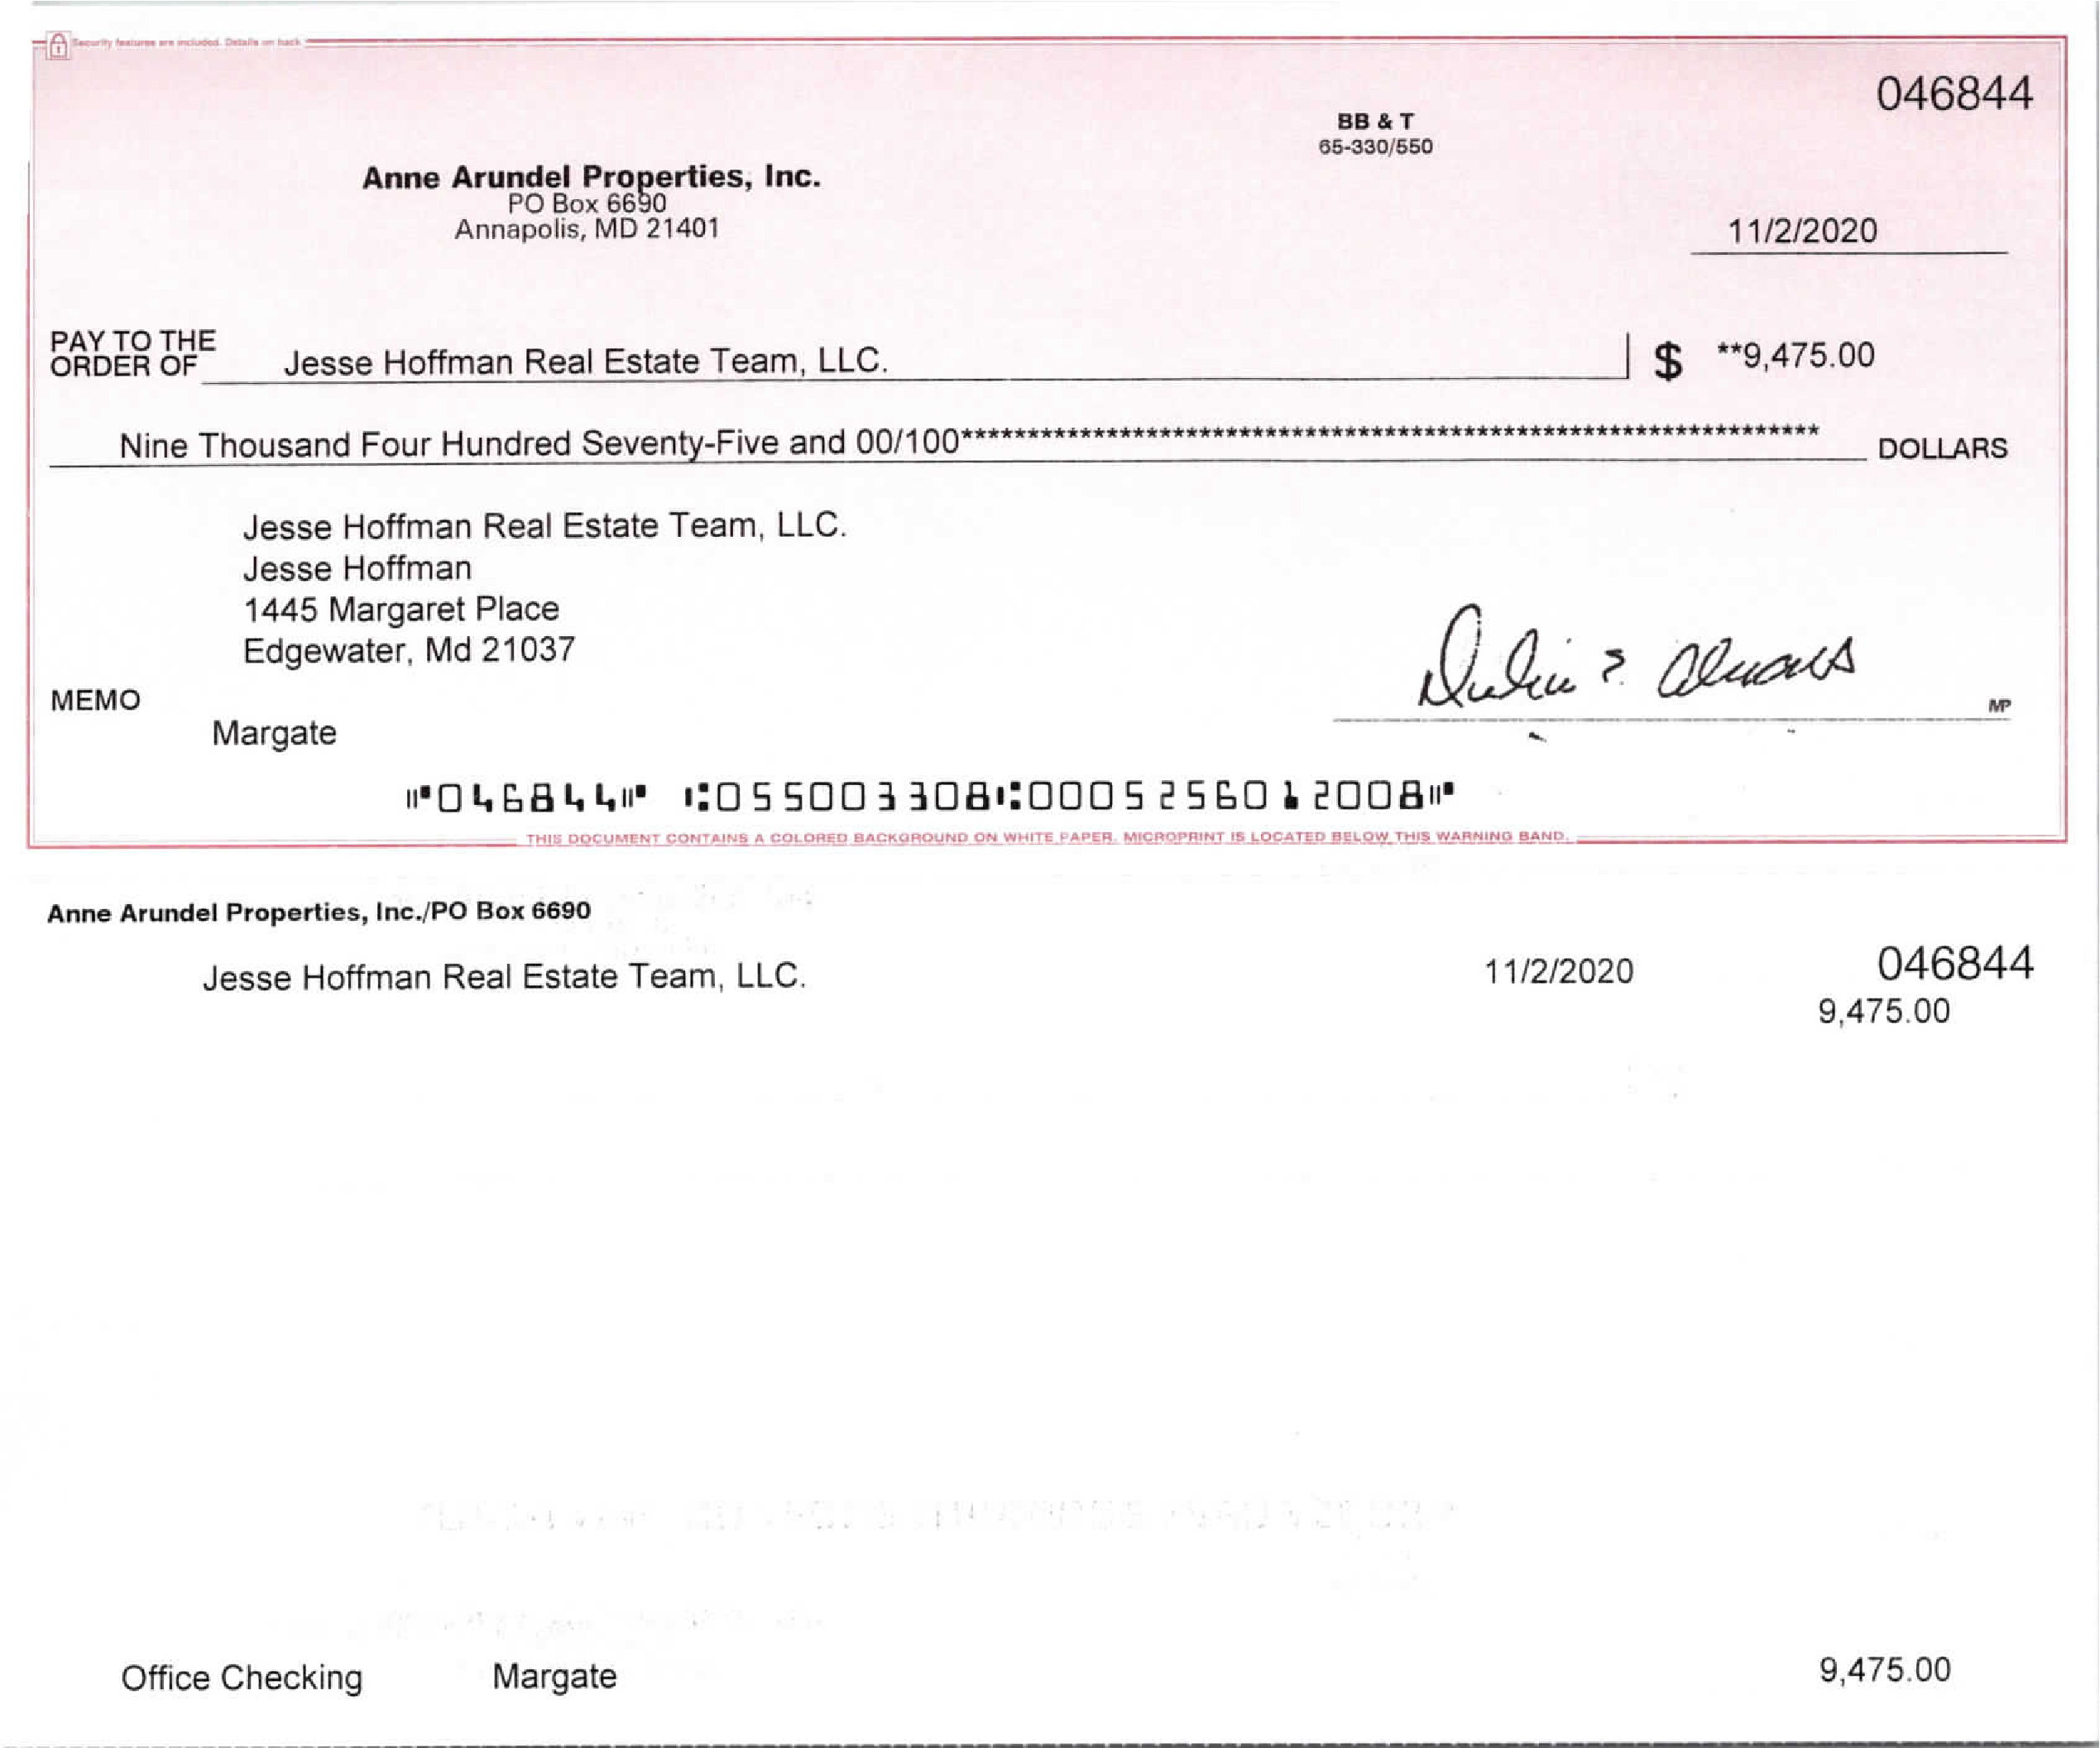 Security features are included. Details on back
046844
BB & T
65-330/550
Anne Arundel Properties, Inc.
PO Box 6690
Annapolis, MD 21401
11/2/2020
PAY TO THE
ORDER OF
Jesse Hoffman Real Estate Team, LLC.
$ **9,475.00
Nine Thousand Four Hundred Seventy-Five and 00/100*****************************************************************
DOLLARS
Jesse Hoffman Real Estate Team, LLC.
Jesse Hoffman
1445 Margaret Place
Edgewater, Md 21037
MEMO
Margate
MP
⑈046844⑈ ⑆055003308⑆0005256012008⑈
THIS DOCUMENT CONTAINS A COLORED BACKGROUND ON WHITE PAPER. MICROPRINT IS LOCATED BELOW THIS WARNING BAND.
Anne Arundel Properties, Inc./PO Box 6690
Jesse Hoffman Real Estate Team, LLC.
11/2/2020
046844
9,475.00
Office Checking Margate 9,475.00